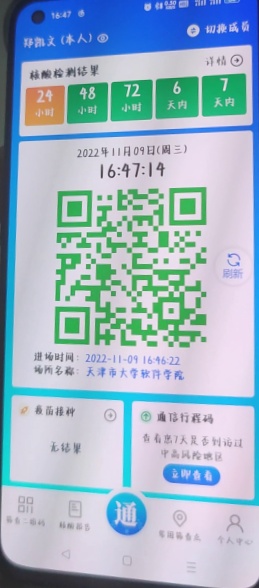 16:47
郑凯文（本人）
切换成员
核酸检测结果
详情
24
小时
48
小时
72
小时
6
天内
7
天内
2022年11月09日(周三)
16:47:14
刷新
进场时间： 2022-11-09 16:46:22
场所名称： 天津市大学软件学院
疫苗接种
无结果
通信行程码
查看您7天是否到访过
中高风险地区
立即查看
通
核酸报告
个人中心